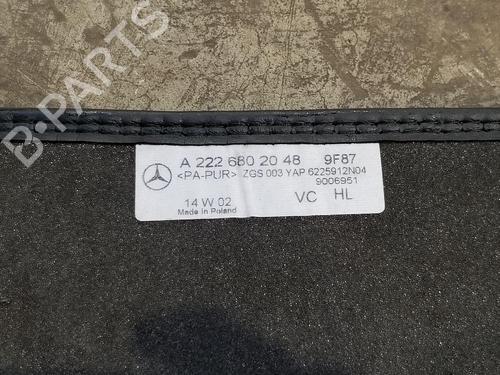 B-PARTS
A 222 680 20 48 9F87
<PA-PUR> ZGS 003 YAP 6225912N04
9006951
14 W 02 VC HL
Made in Poland